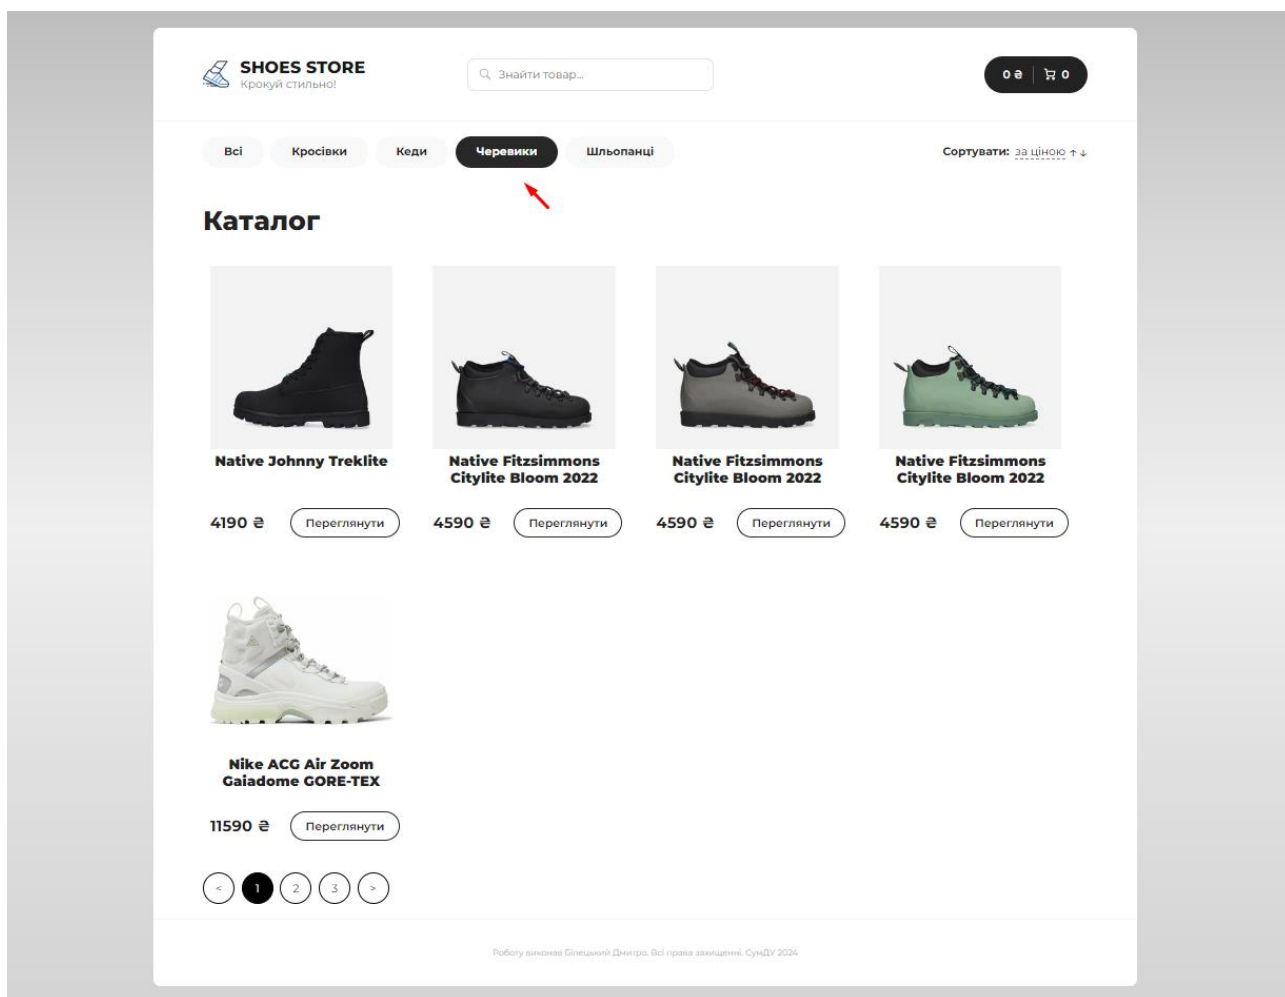 SHOES STORE
Крокуй стильно!
Знайти товар...
0 ₴ 0
Всі Кросівки Кеди Черевики Шльопанці Сортувати: за ціною ↑ ↓
Каталог
Native Johnny Treklite
Native Fitzsimmons
Citylite Bloom 2022
Native Fitzsimmons
Citylite Bloom 2022
Native Fitzsimmons
Citylite Bloom 2022
4190 ₴ Переглянути 4590 ₴ Переглянути 4590 ₴ Переглянути 4590 ₴ Переглянути
Nike ACG Air Zoom
Gaiadome GORE-TEX
11590 ₴ Переглянути
< 1 2 3 >
Роботу виконав Білецький Дмитро. Всі права захищенні. СумДУ 2024